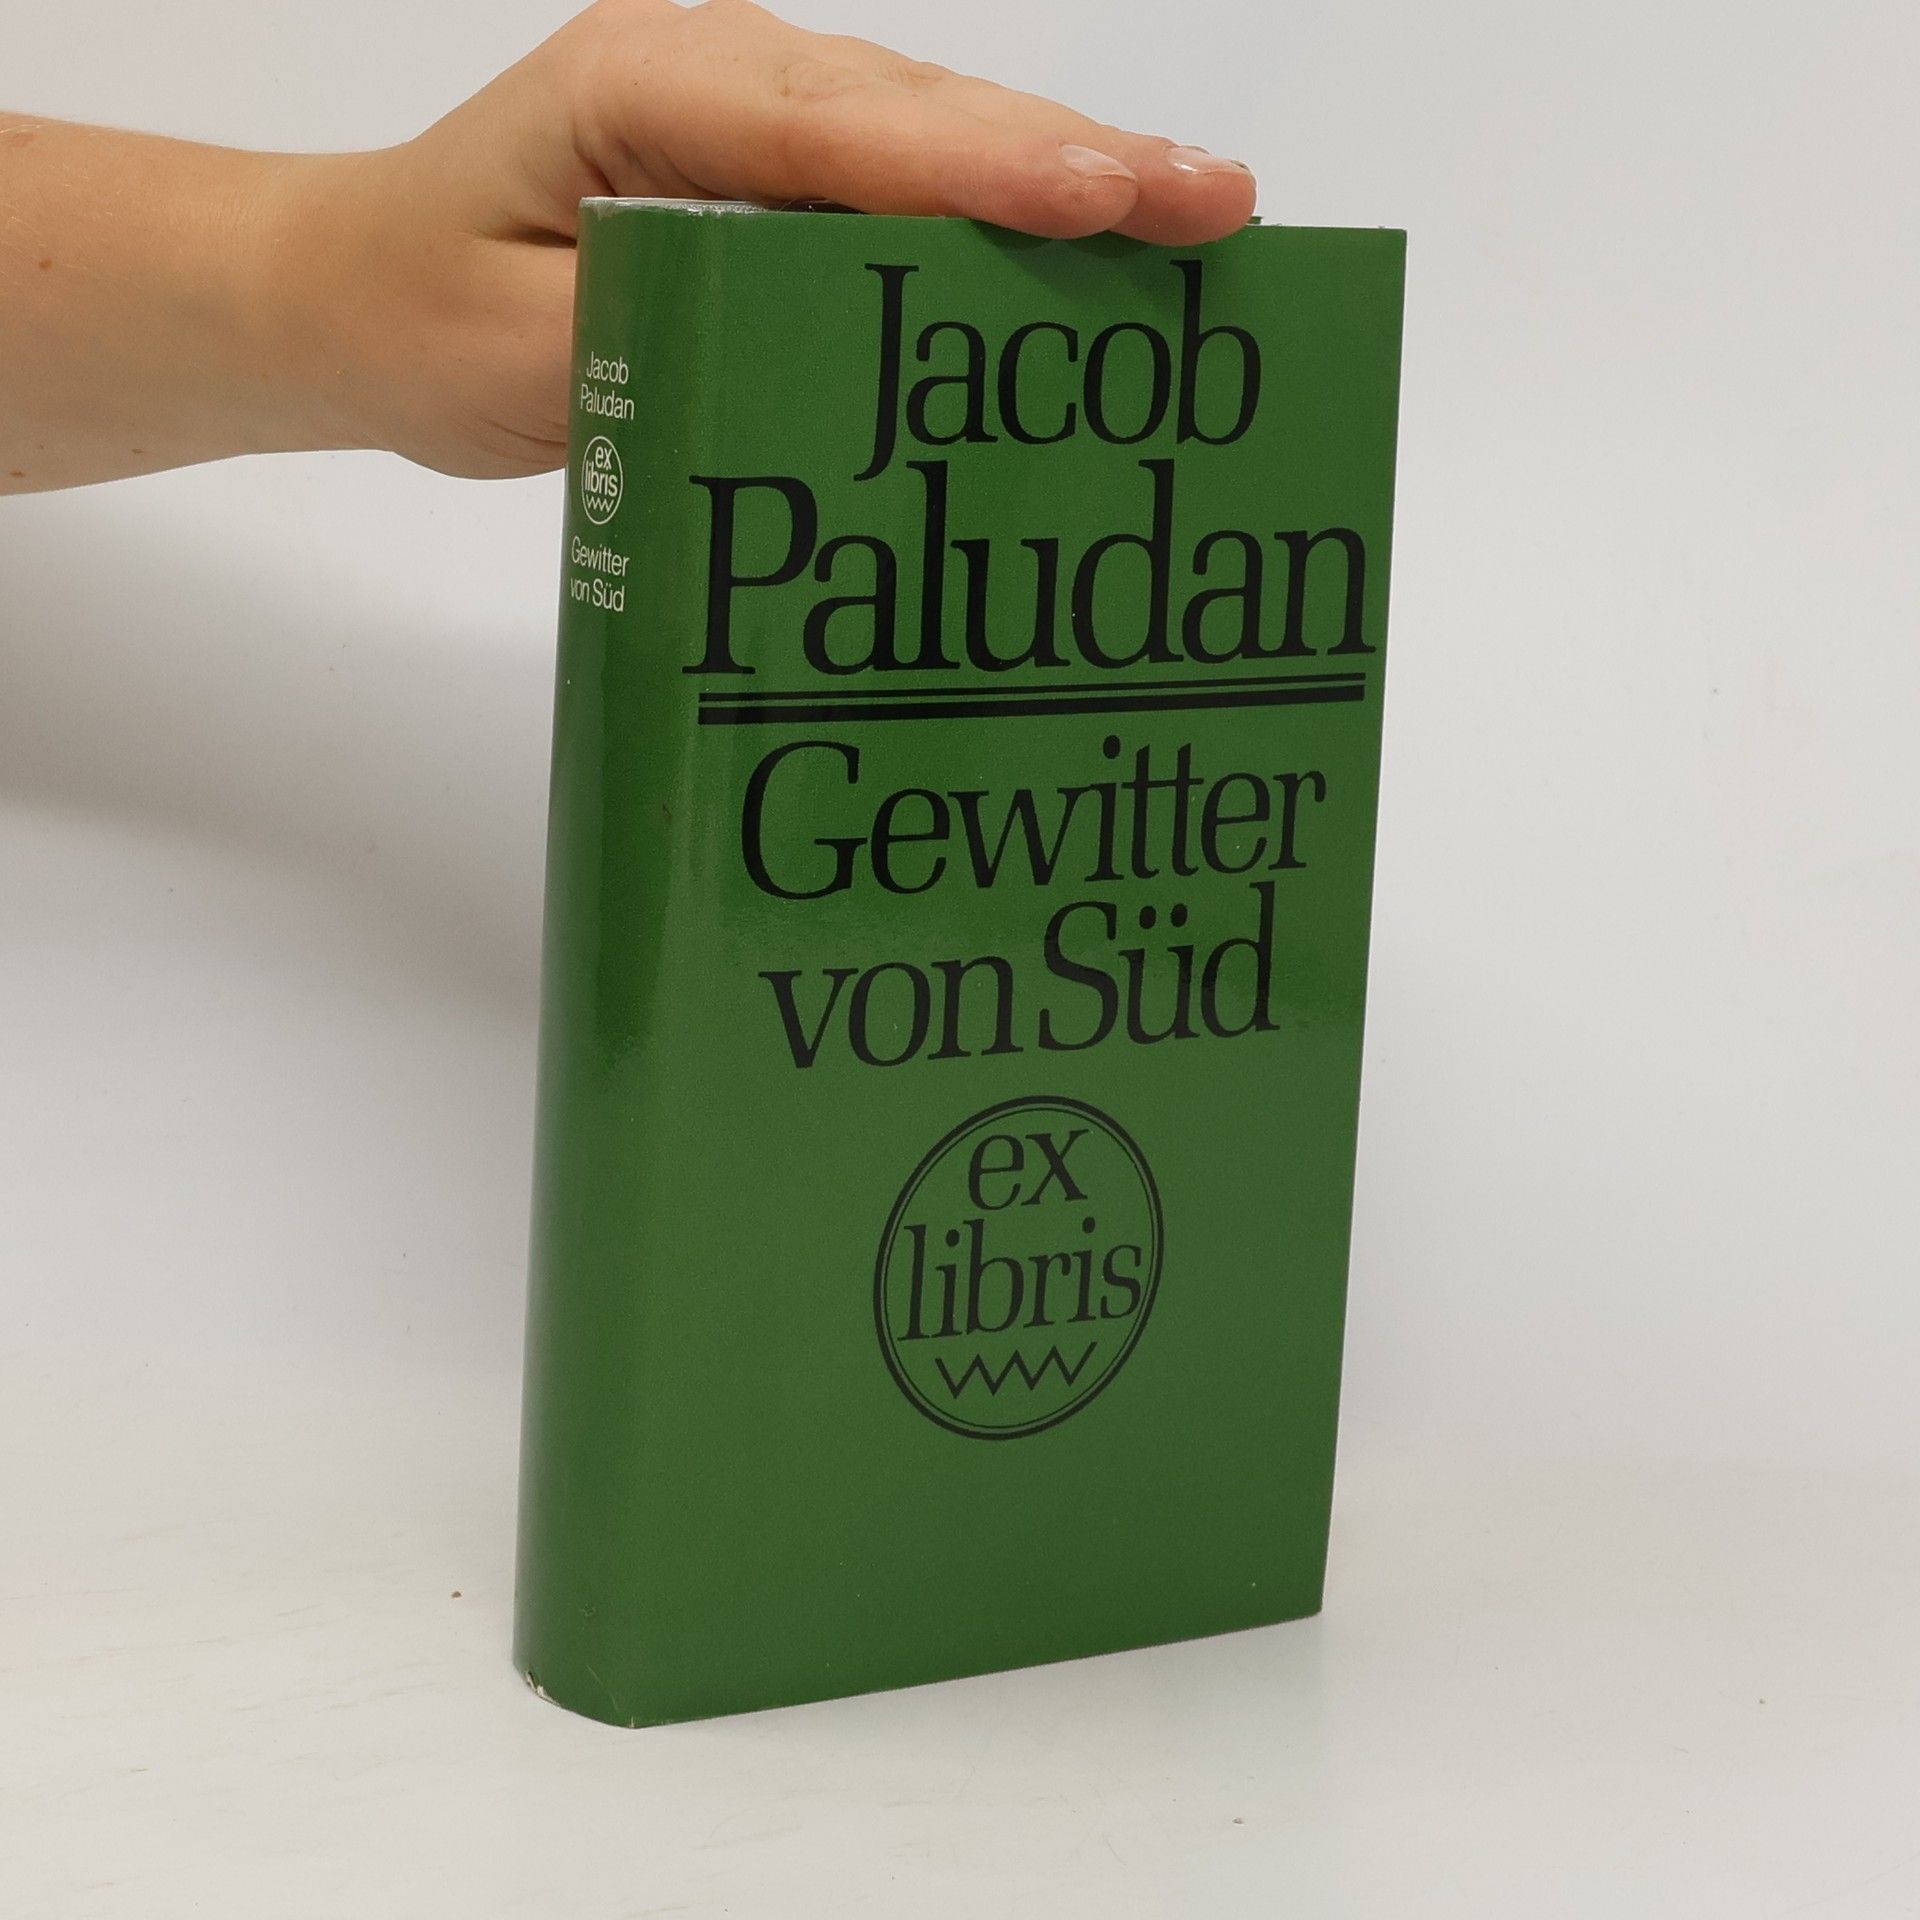 Jacob
Paludan
ex
libris
Gewitter
von Süd
Jacob
Paludan
Gewitter
von Süd
ex
libris